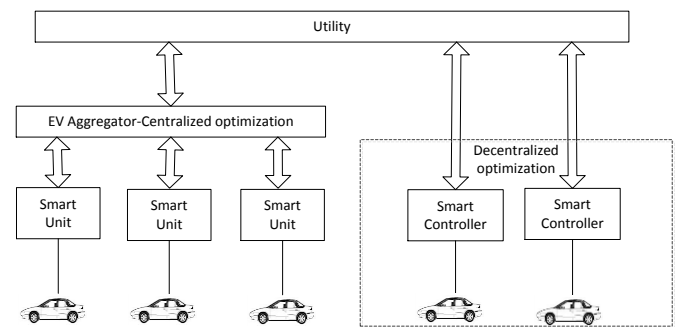 Utility
EV Aggregator-Centralized optimization
Decentralized
optimization
Smart
Unit
Smart
Unit
Smart
Unit
Smart
Controller
Smart
Controller